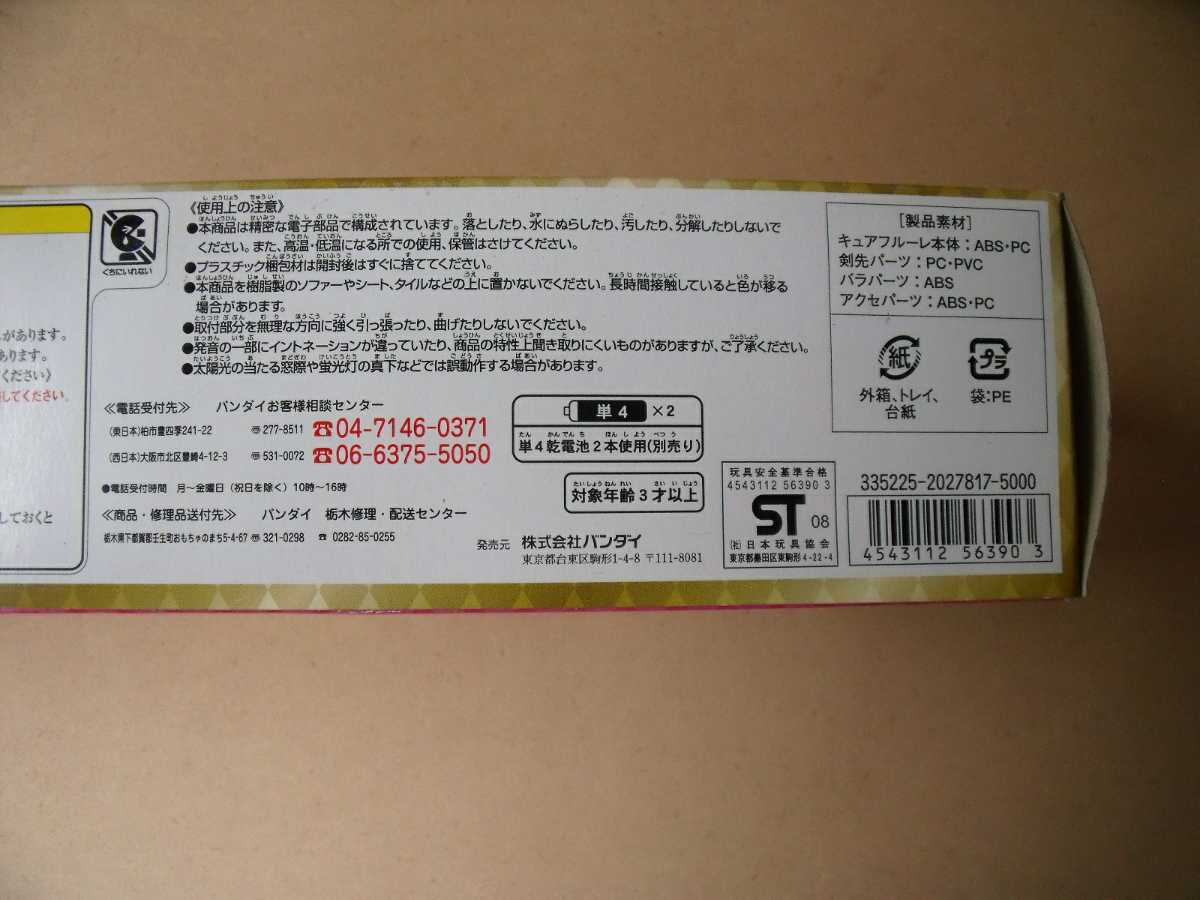 があります。
あります。
ください》
してください。
しておくと
くちにいれない
《使用上の注意》
●本商品は精密な電子部品で構成されています。落としたり、水にぬらしたり、汚したり、分解したりしないで
ください。また、高温・低温になる所での使用、保管はさけてください。
●プラスチック梱包材は開封後はすぐに捨ててください。
●本商品を樹脂製のソファーやシート、タイルなどの上に置かないでください。長時間接触していると色が移る
場合があります。
●取付部分を無理な方向に強く引っ張ったり、曲げたりしないでください。
●発音の一部にイントネーションが違っていたり、商品の特性上聞き取りにくいものがありますが、ご了承ください。
●太陽光の当たる窓際や蛍光灯の真下などでは誤動作する場合があります。
≪電話受付先≫ バンダイお客様相談センター
(東日本)柏市豊四季241-22 〠277-8511 ☎04-7146-0371
(西日本)大阪市北区豊崎4-12-3 〠531-0072 ☎06-6375-5050
●電話受付時間 月～金曜日(祝日を除く)10時～16時
≪商品・修理品送付先≫ バンダイ 栃木修理・配送センター
栃木県下都賀郡壬生町おもちゃのまち5-4-67 〠321-0298 ☎0282-85-0255
単4 ×2
単4乾電池2本使用(別売り)
対象年齢3才以上
発売元 株式会社バンダイ
東京都台東区駒形1-4-8 〒111-8081
[製品素材]
キュアフルーレ本体：ABS・PC
剣先パーツ：PC・PVC
バラパーツ：ABS
アクセパーツ：ABS・PC
紙
外箱、トレイ、
台紙
プラ
袋：PE
玩具安全基準合格
4543112 56390 3
ST 08
(社)日本玩具協会
東京都墨田区東駒形4-22-4
335225-2027817-5000
4543112 563903